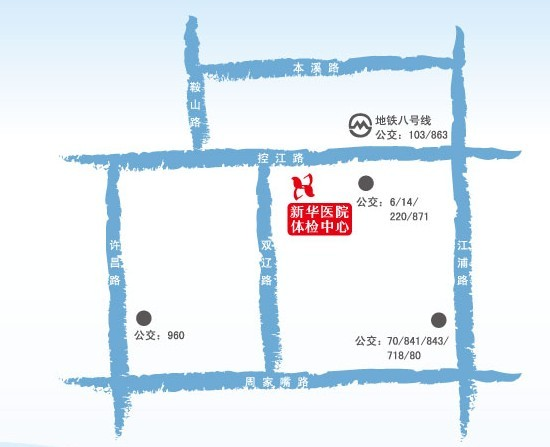 本溪路
鞍山路
地铁八号线
公交：103/863
控江路
公交：6/14/
220/871
新华医院
体检中心
许昌路
双辽路
江浦路
公交：960
公交：70/841/843/
718/80
周家嘴路